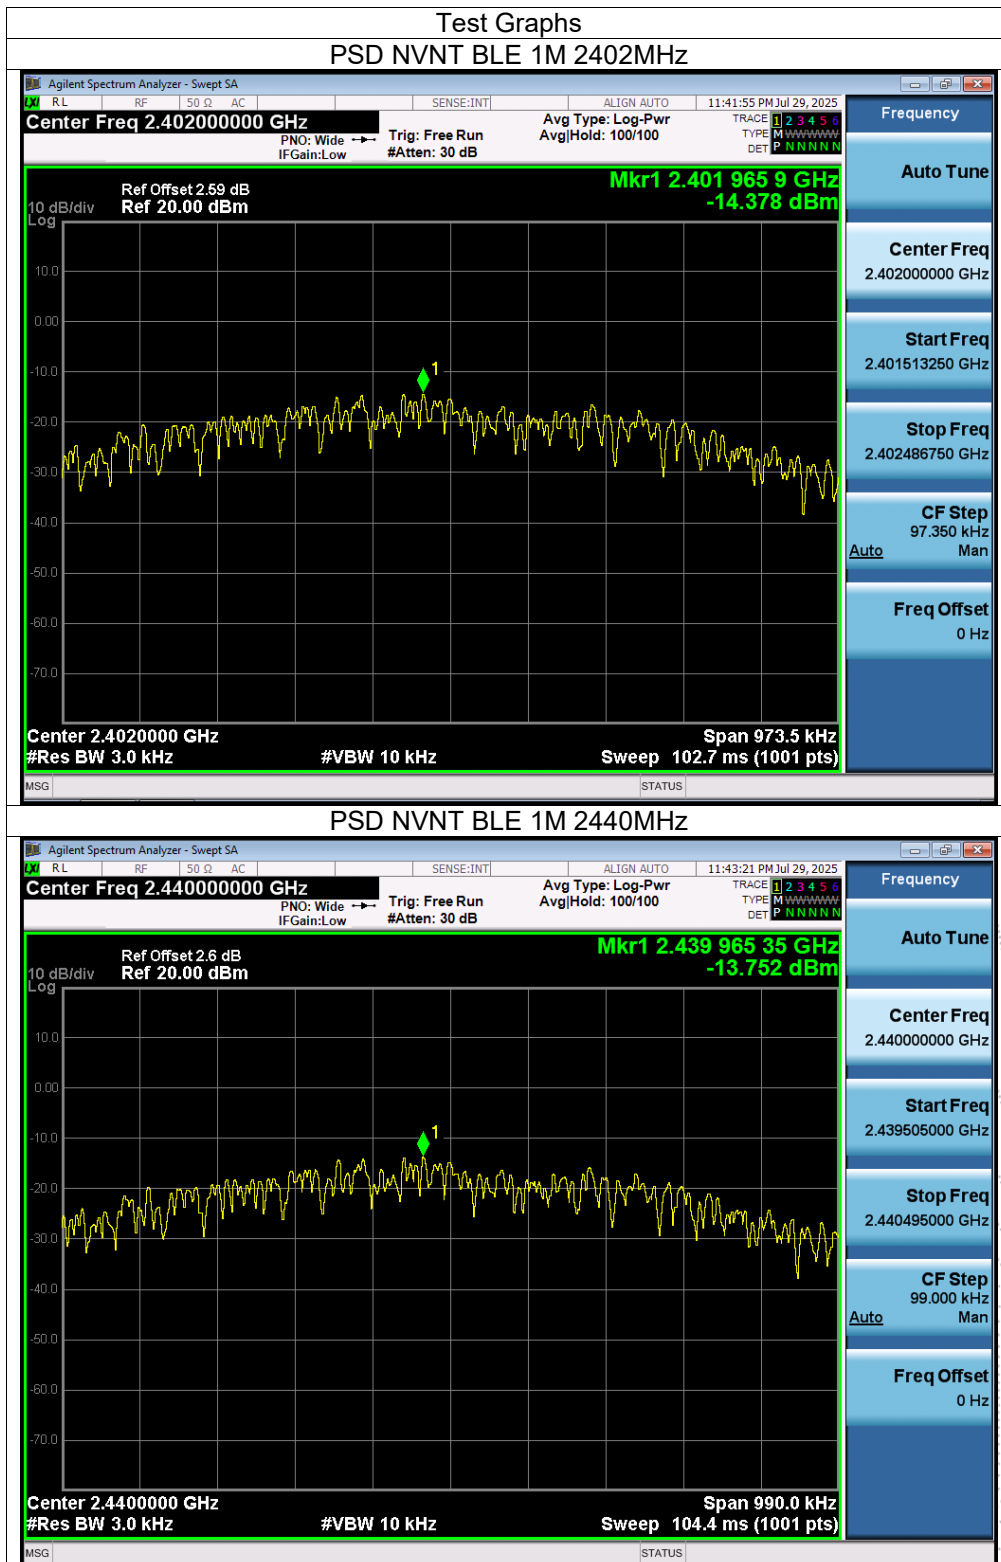 Test Graphs
PSD NVNT BLE 1M 2402MHz
Agilent Spectrum Analyzer - Swept SA
LXI RL RF 50 Ω AC SENSE:INT ALIGN AUTO 11:41:55 PM Jul 29, 2025
Center Freq 2.402000000 GHz
PNO: Wide
IFGain:Low
Trig: Free Run
#Atten: 30 dB
Avg Type: Log-Pwr
Avg|Hold: 100/100
TRACE 1 2 3 4 5 6
TYPE M W W W W W
DET P N N N N N
Frequency
Auto Tune
Center Freq
2.402000000 GHz
Start Freq
2.401513250 GHz
Stop Freq
2.402486750 GHz
CF Step
97.350 kHz
Auto Man
Freq Offset
0 Hz
Ref Offset 2.59 dB
10 dB/div Ref 20.00 dBm
Log
Mkr1 2.401 965 9 GHz
-14.378 dBm
10.0
0.00
-10.0
-20.0
-30.0
-40.0
-50.0
-60.0
-70.0
1
Center 2.4020000 GHz Span 973.5 kHz
#Res BW 3.0 kHz #VBW 10 kHz Sweep 102.7 ms (1001 pts)
MSG STATUS
PSD NVNT BLE 1M 2440MHz
Agilent Spectrum Analyzer - Swept SA
LXI RL RF 50 Ω AC SENSE:INT ALIGN AUTO 11:43:21 PM Jul 29, 2025
Center Freq 2.440000000 GHz
PNO: Wide
IFGain:Low
Trig: Free Run
#Atten: 30 dB
Avg Type: Log-Pwr
Avg|Hold: 100/100
TRACE 1 2 3 4 5 6
TYPE M W W W W W
DET P N N N N N
Frequency
Auto Tune
Center Freq
2.440000000 GHz
Start Freq
2.439505000 GHz
Stop Freq
2.440495000 GHz
CF Step
99.000 kHz
Auto Man
Freq Offset
0 Hz
Ref Offset 2.6 dB
10 dB/div Ref 20.00 dBm
Log
Mkr1 2.439 965 35 GHz
-13.752 dBm
10.0
0.00
-10.0
-20.0
-30.0
-40.0
-50.0
-60.0
-70.0
1
Center 2.4400000 GHz Span 990.0 kHz
#Res BW 3.0 kHz #VBW 10 kHz Sweep 104.4 ms (1001 pts)
MSG STATUS